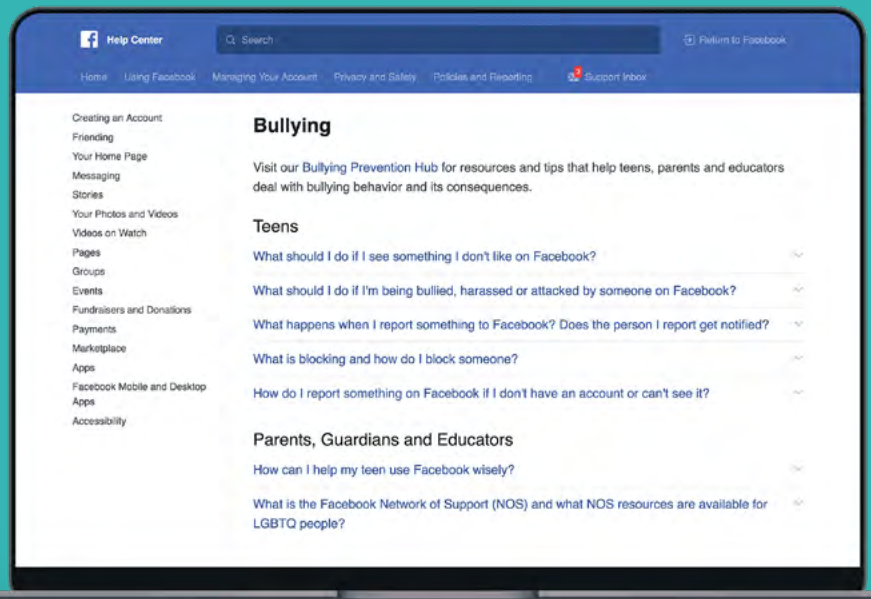 Help Center
Search
Return to Facebook
Home Using Facebook Managing Your Account Privacy and Safety Policies and Reporting Support Inbox
Creating an Account
Friending
Your Home Page
Messaging
Stories
Your Photos and Videos
Videos on Watch
Pages
Groups
Events
Fundraisers and Donations
Payments
Marketplace
Apps
Facebook Mobile and Desktop
Apps
Accessibility
Bullying
Visit our Bullying Prevention Hub for resources and tips that help teens, parents and educators
deal with bullying behavior and its consequences.
Teens
What should I do if I see something I don't like on Facebook?
What should I do if I'm being bullied, harassed or attacked by someone on Facebook?
What happens when I report something to Facebook? Does the person I report get notified?
What is blocking and how do I block someone?
How do I report something on Facebook if I don't have an account or can't see it?
Parents, Guardians and Educators
How can I help my teen use Facebook wisely?
What is the Facebook Network of Support (NOS) and what NOS resources are available for
LGBTQ people?